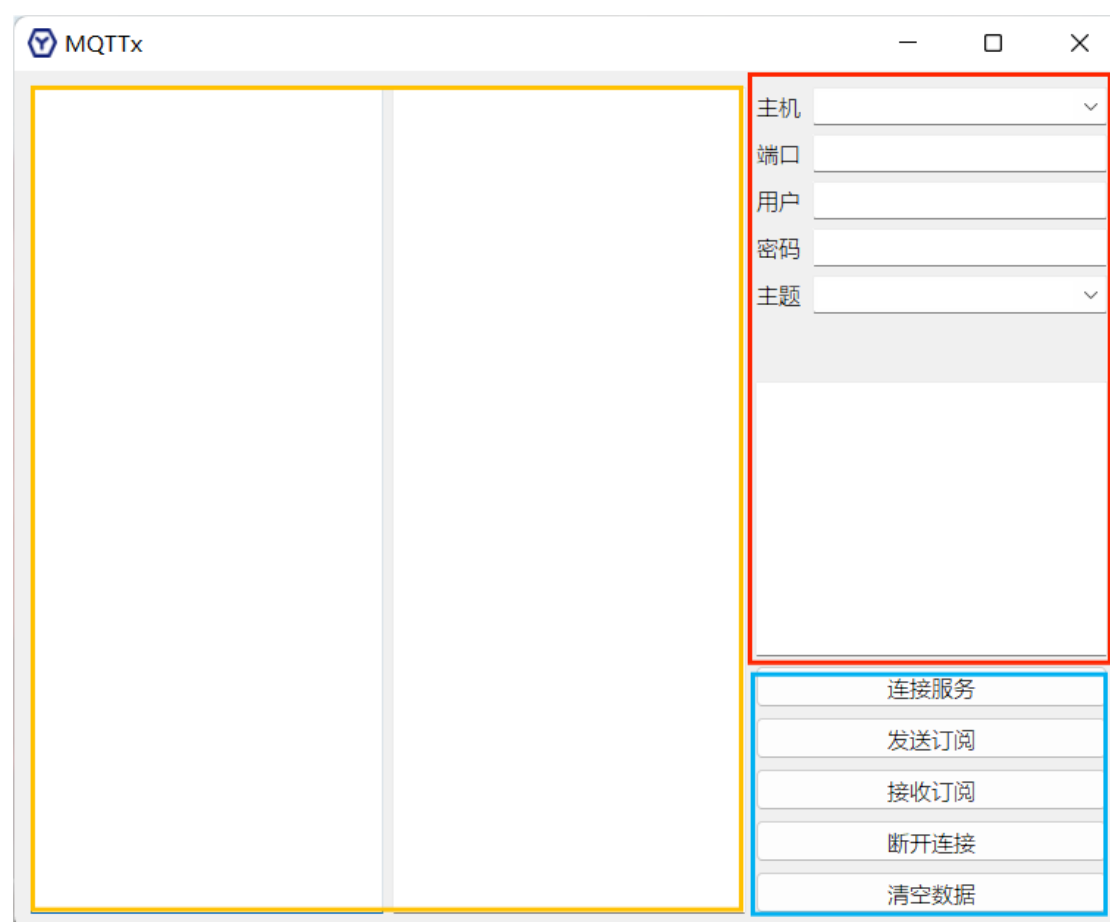 MQTTx
主机
端口
用户
密码
主题
连接服务
发送订阅
接收订阅
断开连接
清空数据